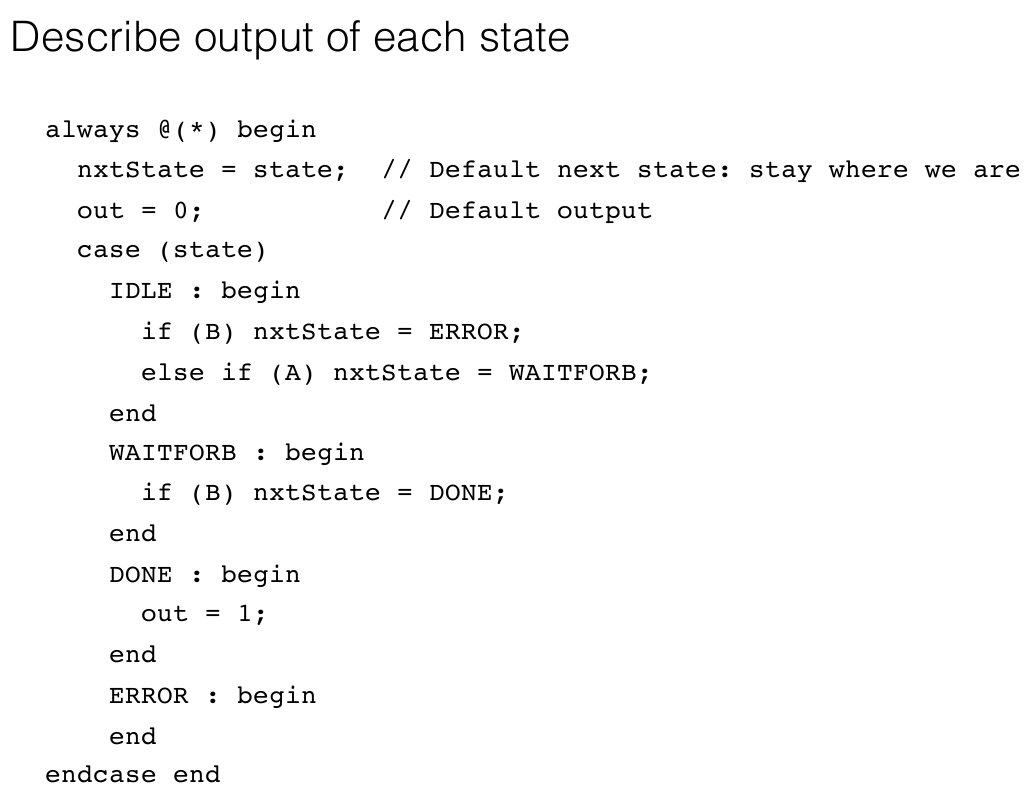 Describe output of each state
always @(*) begin
nxtState = state; // Default next state: stay where we are
out = 0; // Default output
case (state)
IDLE : begin
if (B) nxtState = ERROR;
else if (A) nxtState = WAITFORB;
end
WAITFORB : begin
if (B) nxtState = DONE;
end
DONE : begin
out = 1;
end
ERROR : begin
end
endcase end